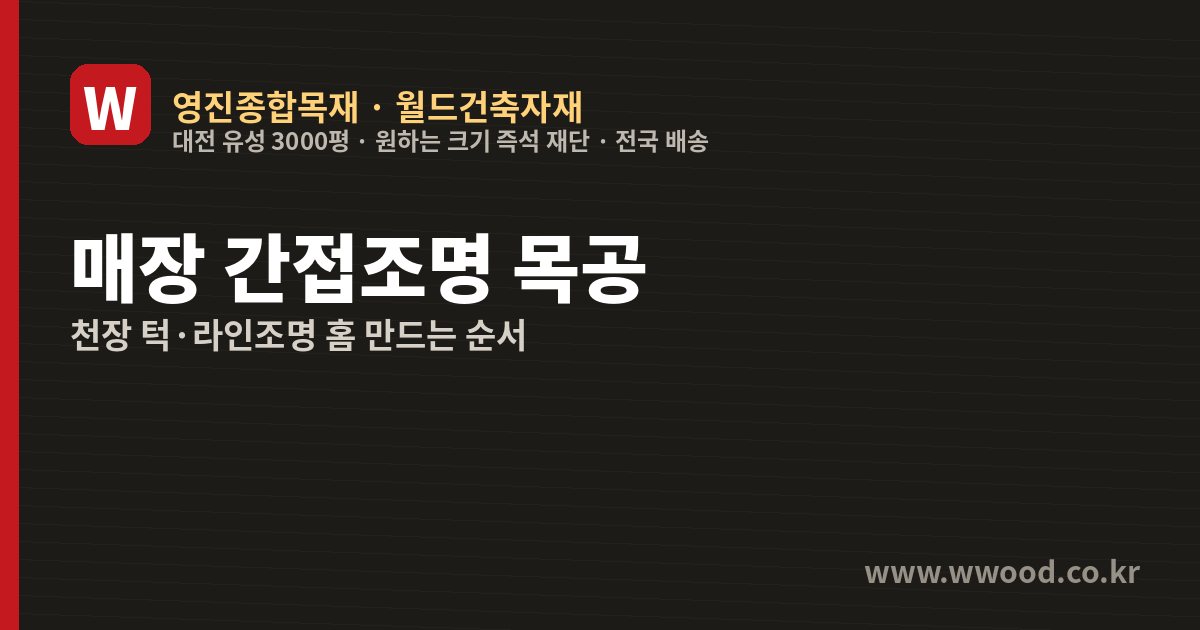 W
영진종합목재 · 월드건축자재
대전 유성 3000평 · 원하는 크기 즉석 재단 · 전국 배송
매장 간접조명 목공
천장 턱·라인조명 홈 만드는 순서
www.wwood.co.kr